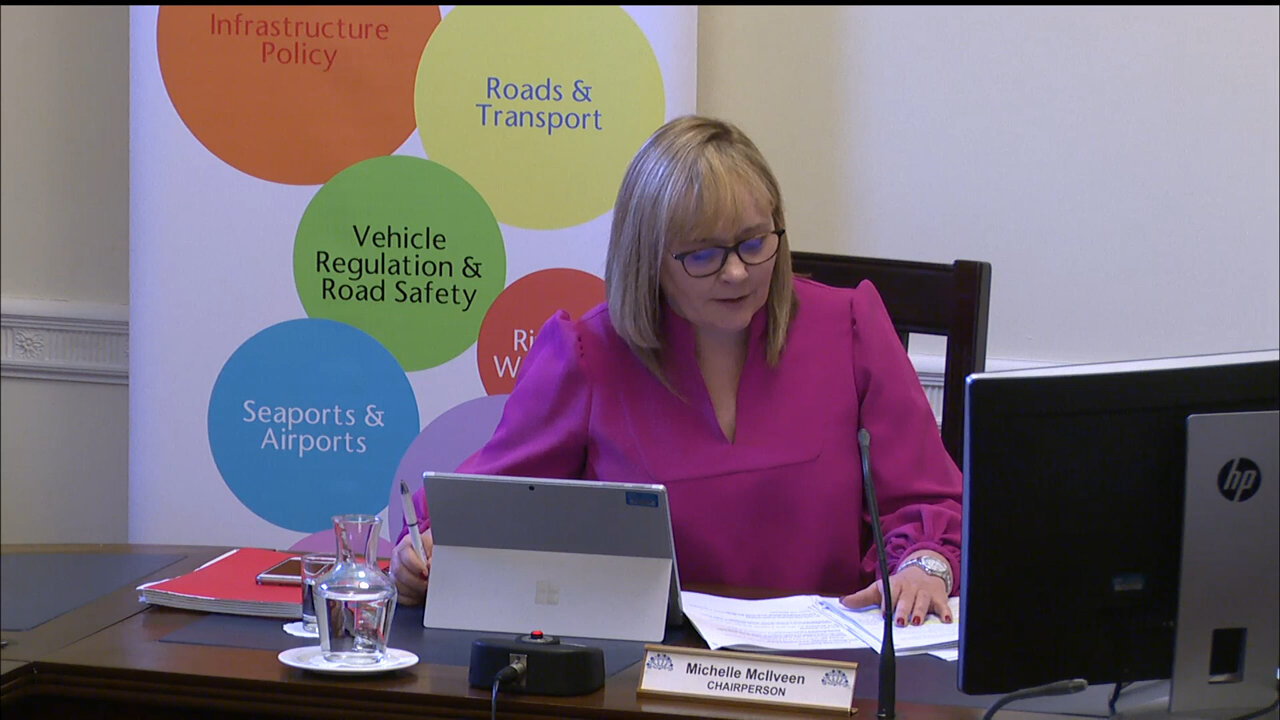 Infrastructure
Policy
Roads &
Transport
Vehicle
Regulation &
Road Safety
Seaports &
Airports
hp
Michelle McIlveen
CHAIRPERSON